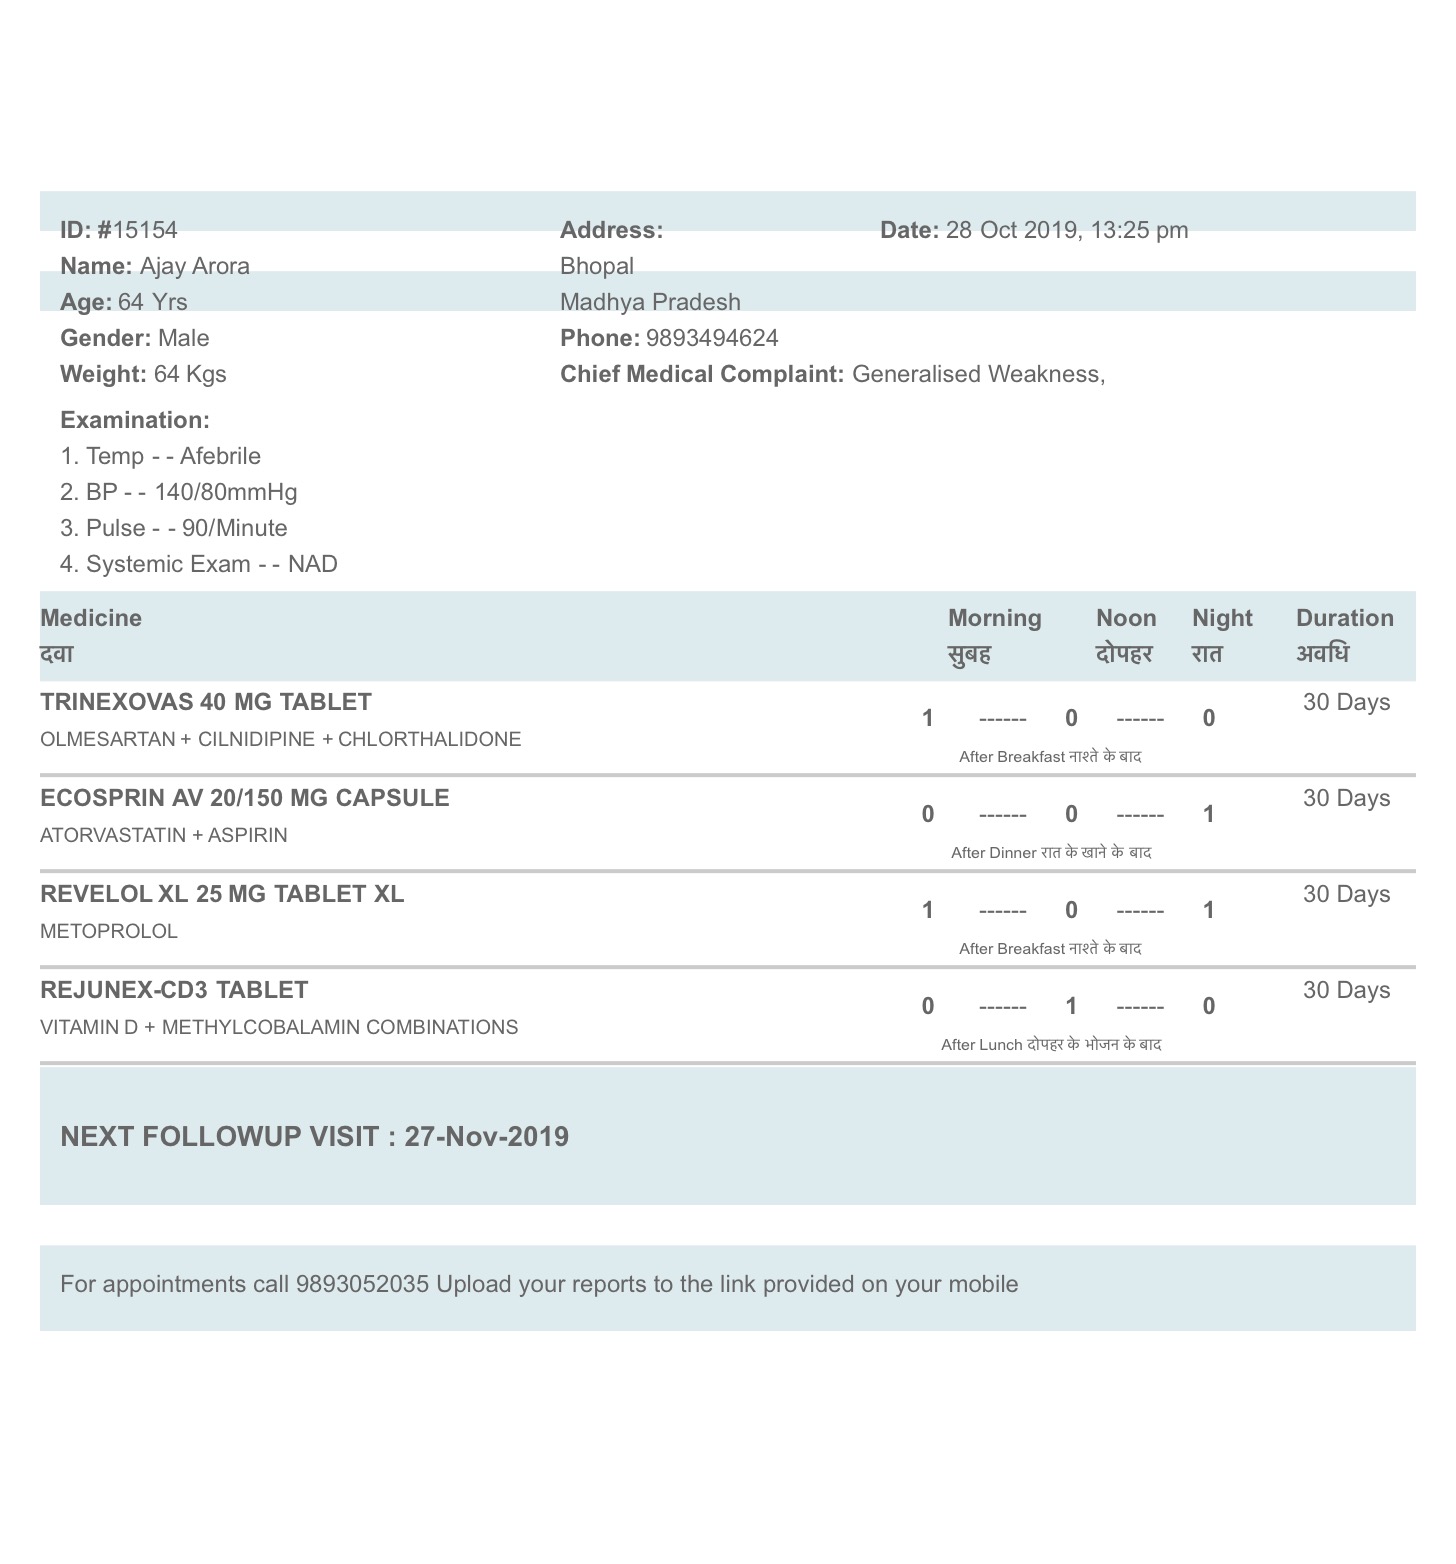 ID: #15154 Address: Date: 28 Oct 2019, 13:25 pm
Name: Ajay Arora Bhopal
Age: 64 Yrs Madhya Pradesh
Gender: Male Phone: 9893494624
Weight: 64 Kgs Chief Medical Complaint: Generalised Weakness,
Examination:
1. Temp - - Afebrile
2. BP - - 140/80mmHg
3. Pulse - - 90/Minute
4. Systemic Exam - - NAD
Medicine Morning Noon Night Duration
दवा सुबह दोपहर रात अवधि
TRINEXOVAS 40 MG TABLET 30 Days
1 ------ 0 ------ 0
OLMESARTAN + CILNIDIPINE + CHLORTHALIDONE
After Breakfast नाश्ते के बाद
ECOSPRIN AV 20/150 MG CAPSULE 30 Days
0 ------ 0 ------ 1
ATORVASTATIN + ASPIRIN
After Dinner रात के खाने के बाद
REVELOL XL 25 MG TABLET XL 30 Days
1 ------ 0 ------ 1
METOPROLOL
After Breakfast नाश्ते के बाद
REJUNEX-CD3 TABLET 30 Days
0 ------ 1 ------ 0
VITAMIN D + METHYLCOBALAMIN COMBINATIONS
After Lunch दोपहर के भोजन के बाद
NEXT FOLLOWUP VISIT : 27-Nov-2019
For appointments call 9893052035 Upload your reports to the link provided on your mobile